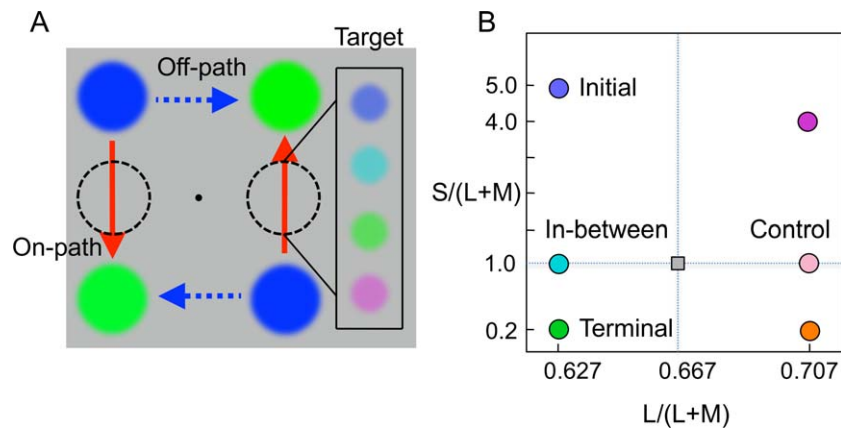 A
Target
Off-path
On-path
B
5.0
Initial
4.0
S/(L+M)
In-between
Control
1.0
0.2
Terminal
0.627
0.667
0.707
L/(L+M)